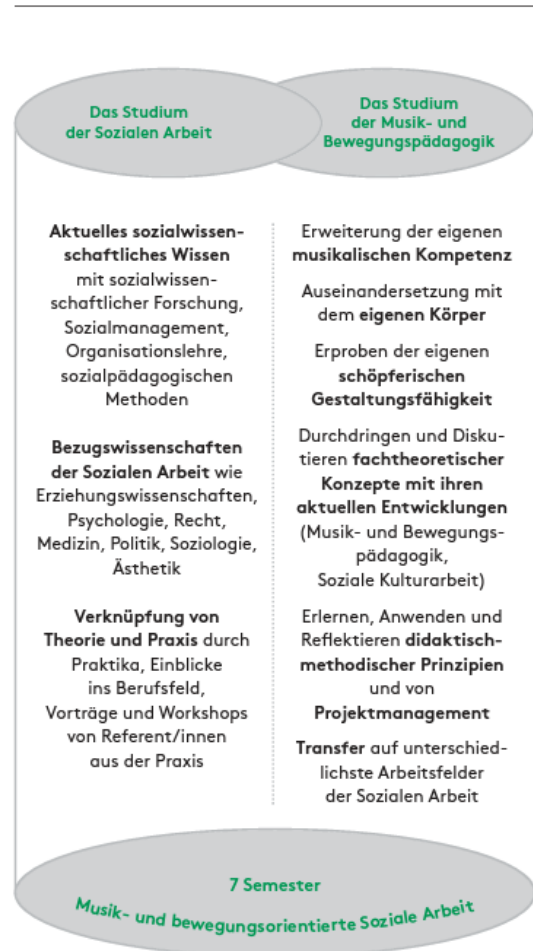 Das Studium
der Sozialen Arbeit
Das Studium
der Musik- und
Bewegungspädagogik
Aktuelles sozialwissen-
schaftliches Wissen
mit sozialwissen-
schaftlicher Forschung,
Sozialmanagement,
Organisationslehre,
sozialpädagogischen
Methoden
Bezugswissenschaften
der Sozialen Arbeit wie
Erziehungswissenschaften,
Psychologie, Recht,
Medizin, Politik, Soziologie,
Ästhetik
Verknüpfung von
Theorie und Praxis durch
Praktika, Einblicke
ins Berufsfeld,
Vorträge und Workshops
von Referent/innen
aus der Praxis
Erweiterung der eigenen
musikalischen Kompetenz
Auseinandersetzung mit
dem eigenen Körper
Erproben der eigenen
schöpferischen
Gestaltungsfähigkeit
Durchdringen und Disku-
tieren fachtheoretischer
Konzepte mit ihren
aktuellen Entwicklungen
(Musik- und Bewegungs-
pädagogik,
Soziale Kulturarbeit)
Erlernen, Anwenden und
Reflektieren didaktisch-
methodischer Prinzipien
und von
Projektmanagement
Transfer auf unterschied-
lichste Arbeitsfelder
der Sozialen Arbeit
7 Semester
Musik- und bewegungsorientierte Soziale Arbeit